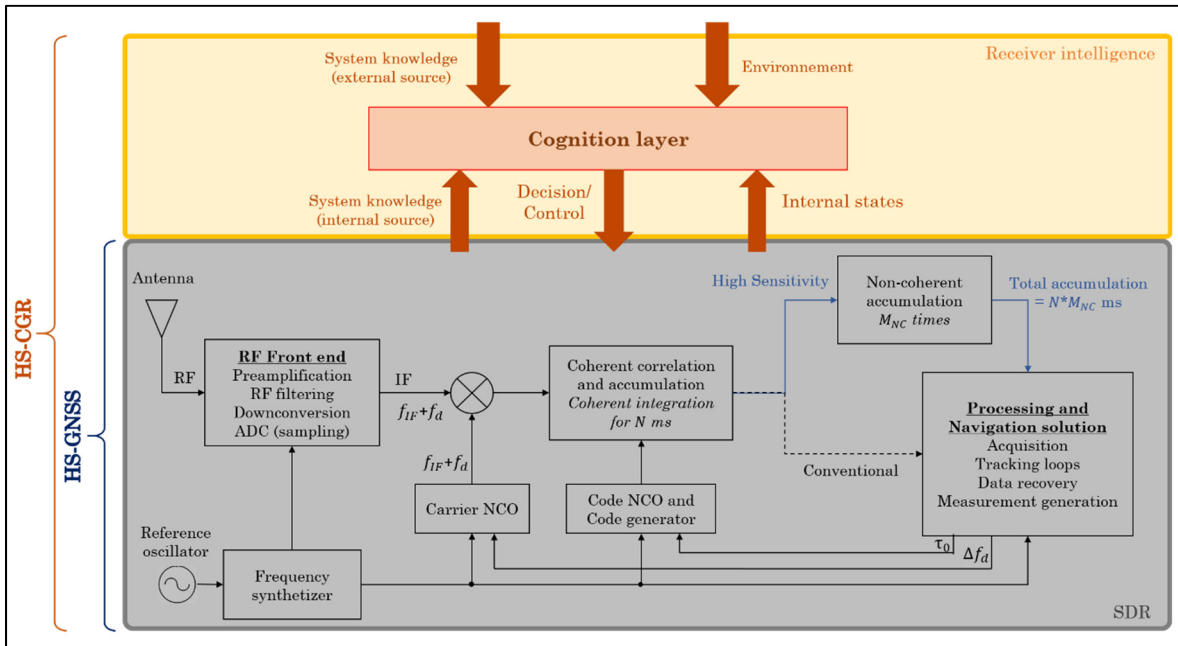 Receiver intelligence
System knowledge
(external source)
Environnement
Cognition layer
System knowledge
(internal source)
Decision/
Control
Internal states
HS-CGR
HS-GNSS
Antenna
RF
RF Front end
Preamplification
RF filtering
Downconversion
ADC (sampling)
IF
f_IF+f_d
f_IF+f_d
Coherent correlation
and accumulation
Coherent integration
for N ms
High Sensitivity
Non-coherent
accumulation
M_NC times
Total accumulation
= N*M_NC ms
Conventional
Processing and
Navigation solution
Acquisition
Tracking loops
Data recovery
Measurement generation
Carrier NCO
Code NCO and
Code generator
τ_0
Δf_d
Reference
oscillator
Frequency
synthetizer
SDR